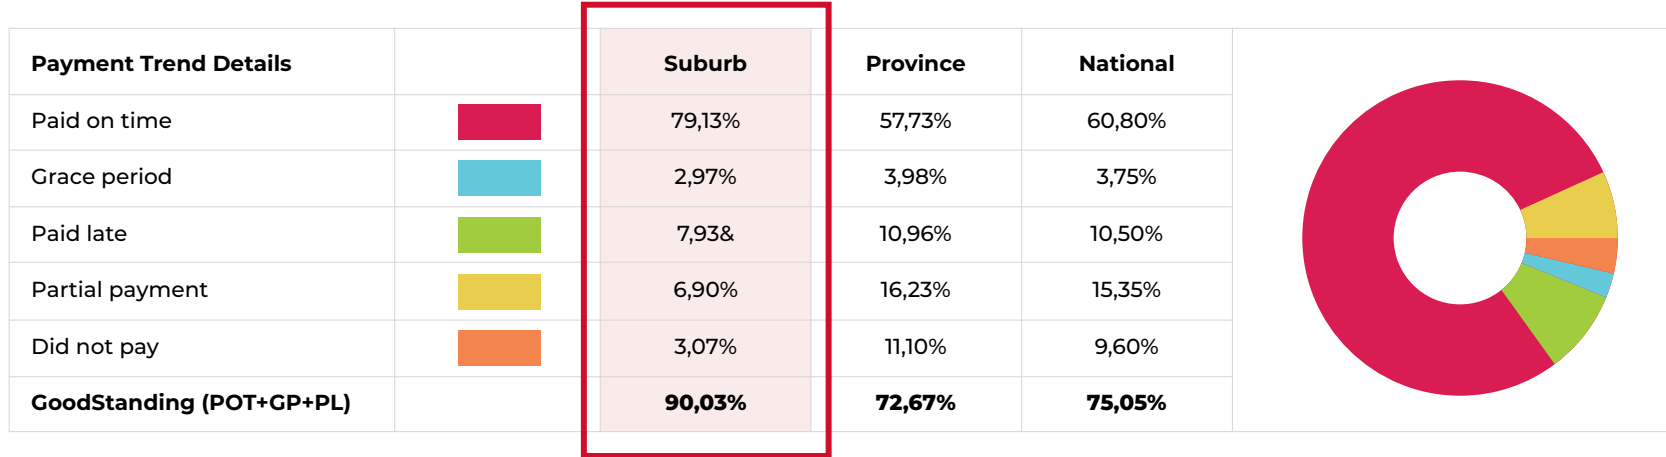 Payment Trend Details Suburb Province National
Paid on time 79,13% 57,73% 60,80%
Grace period 2,97% 3,98% 3,75%
Paid late 7,93& 10,96% 10,50%
Partial payment 6,90% 16,23% 15,35%
Did not pay 3,07% 11,10% 9,60%
GoodStanding (POT+GP+PL) 90,03% 72,67% 75,05%